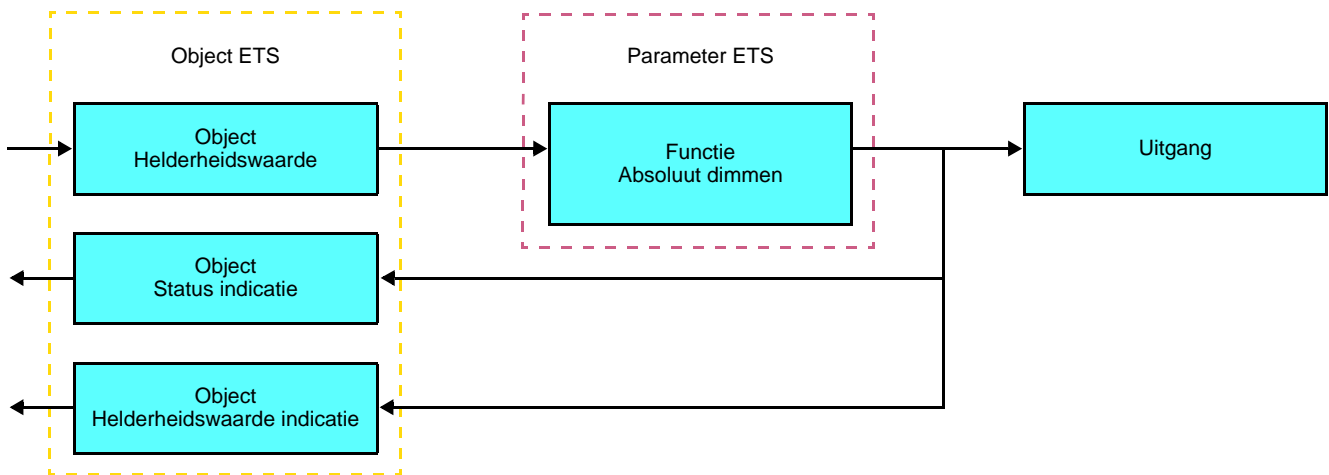 Object ETS
Parameter ETS
Object
Helderheidswaarde
Functie
Absoluut dimmen
Uitgang
Object
Status indicatie
Object
Helderheidswaarde indicatie